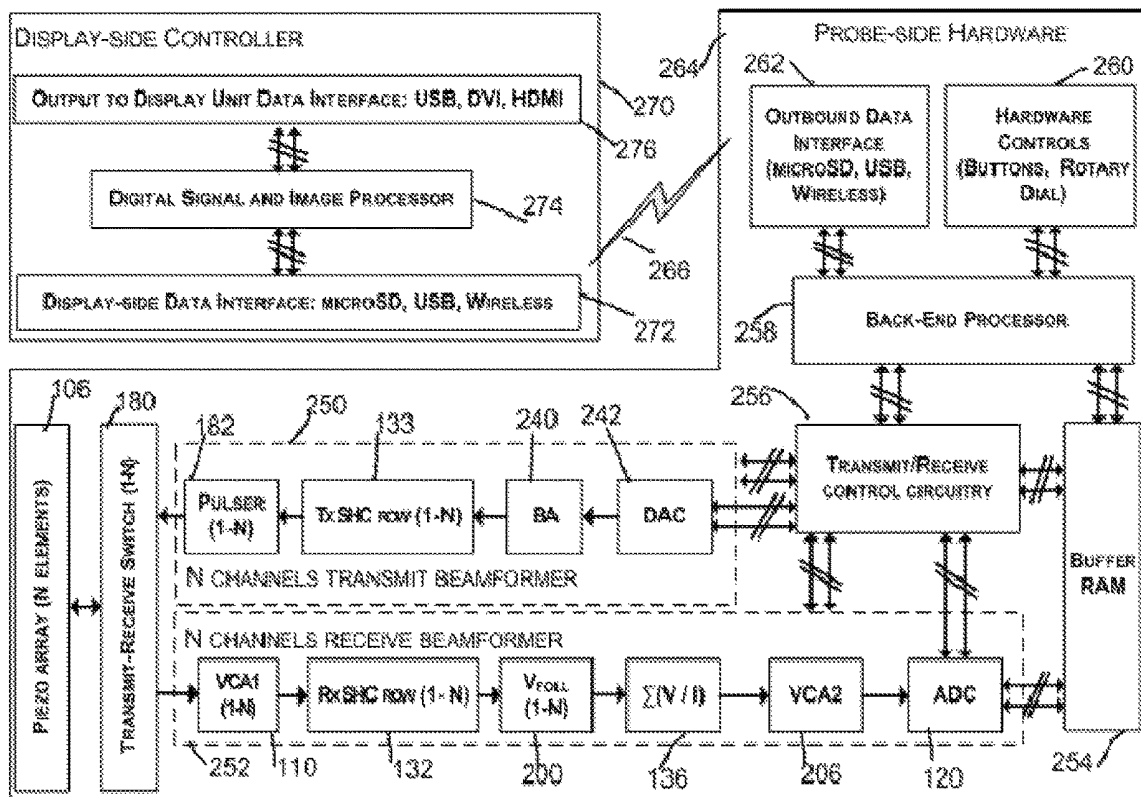 DISPLAY-SIDE CONTROLLER
OUTPUT TO DISPLAY UNIT DATA INTERFACE: USB, DVI, HDMI
270
276
DIGITAL SIGNAL AND IMAGE PROCESSOR
274
DISPLAY-SIDE DATA INTERFACE: MICROSD, USB, WIRELESS
272
266
264
PROBE-SIDE HARDWARE
262
260
OUTBOUND DATA
INTERFACE
(MICROSD, USB,
WIRELESS)
HARDWARE
CONTROLS
(BUTTONS, ROTARY
DIAL)
258
BACK-END PROCESSOR
106
180
182
250
133
240
242
256
PIEZO ARRAY (N ELEMENTS)
TRANSMIT-RECEIVE SWITCH (1-N)
PULSER
(1-N)
TXSHC ROW (1-N)
BA
DAC
N CHANNELS TRANSMIT BEAMFORMER
TRANSMIT/RECEIVE
CONTROL CIRCUITRY
BUFFER
RAM
N CHANNELS RECEIVE BEAMFORMER
VCA1
(1-N)
RXSHC ROW (1-N)
VFOLL
(1-N)
∑(V / I)
VCA2
ADC
252
110
132
200
136
206
120
254